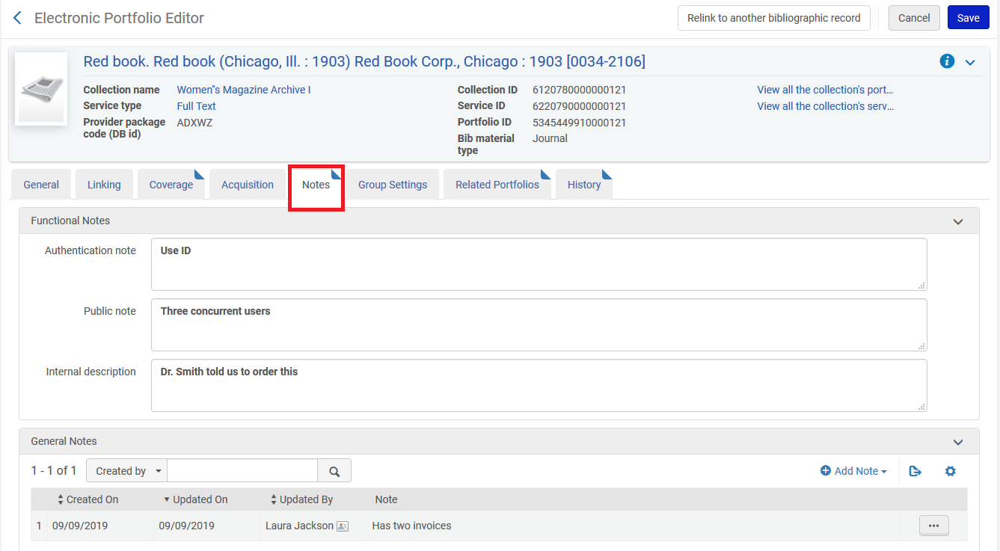 Electronic Portfolio Editor
Relink to another bibliographic record
Cancel
Save
Red book. Red book (Chicago, Ill. : 1903) Red Book Corp., Chicago : 1903 [0034-2106]
Collection name Women"s Magazine Archive I
Service type Full Text
Provider package code (DB id) ADXWZ
Collection ID 6120780000000121
Service ID 6220790000000121
Portfolio ID 5345449910000121
Bib material type Journal
View all the collection's port...
View all the collection's serv...
General Linking Coverage Acquisition Notes Group Settings Related Portfolios History
Functional Notes
Authentication note Use ID
Public note Three concurrent users
Internal description Dr. Smith told us to order this
General Notes
1 - 1 of 1 Created by Add Note
Created On Updated On Updated By Note
1 09/09/2019 09/09/2019 Laura Jackson Has two invoices